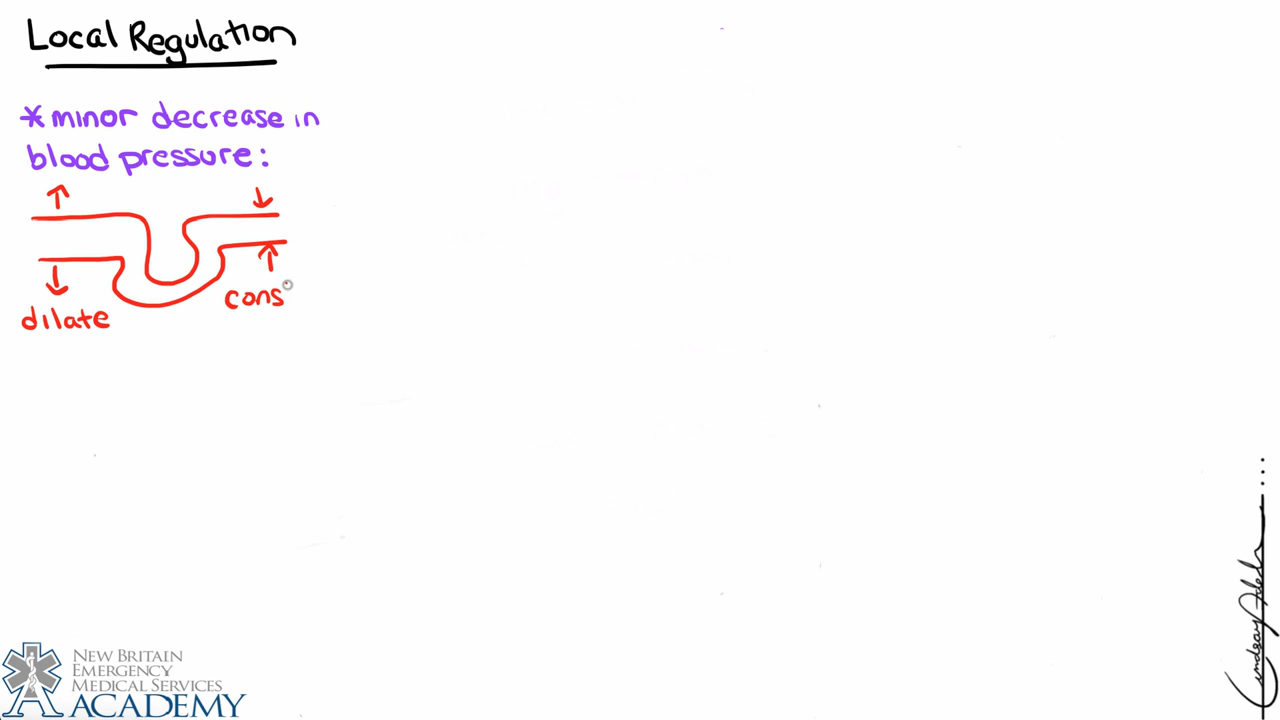 Local Regulation
*minor decrease in
blood pressure:
dilate
cons
NEW BRITAIN
EMERGENCY
MEDICAL SERVICES
ACADEMY